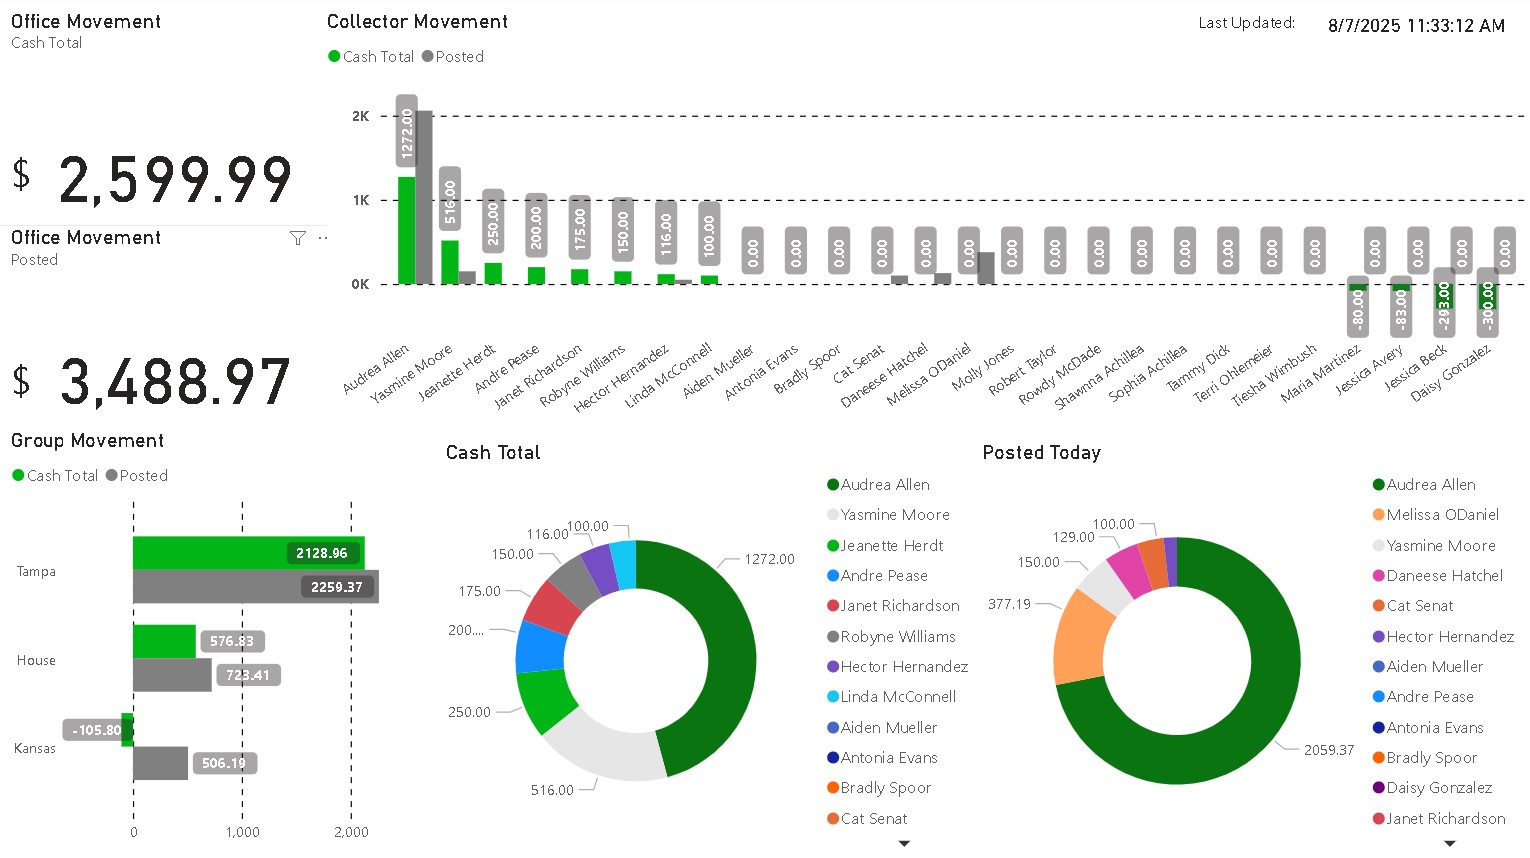 Office Movement
Cash Total
$ 2,599.99
Office Movement
Posted
$ 3,488.97
Collector Movement
Cash Total Posted
Last Updated: 8/7/2025 11:33:12 AM
2K
1K
0K
1272.00
516.00
250.00
200.00
175.00
150.00
116.00
100.00
0.00
0.00
0.00
0.00
0.00
0.00
0.00
0.00
0.00
0.00
0.00
0.00
0.00
0.00
-80.00
0.00
-83.00
0.00
-293.00
0.00
-300.00
0.00
Audrea Allen
Yasmine Moore
Jeanette Herdt
Andre Pease
Janet Richardson
Robyne Williams
Hector Hernandez
Linda McConnell
Aiden Mueller
Antonia Evans
Bradly Spoor
Cat Senat
Daneese Hatchel
Melissa ODaniel
Molly Jones
Robert Taylor
Rowdy McDade
Shawnna Achillea
Sophia Achillea
Tammy Dick
Terri Ohlemeier
Tiesha Wimbush
Maria Martinez
Jessica Avery
Jessica Beck
Daisy Gonzalez
Group Movement
Cash Total Posted
Tampa
2128.96
2259.37
House
576.83
723.41
Kansas
-105.80
506.19
0 1,000 2,000
Cash Total
1272.00
516.00
250.00
200....
175.00
150.00
116.00
100.00
Audrea Allen
Yasmine Moore
Jeanette Herdt
Andre Pease
Janet Richardson
Robyne Williams
Hector Hernandez
Linda McConnell
Aiden Mueller
Antonia Evans
Bradly Spoor
Cat Senat
Posted Today
2059.37
377.19
150.00
129.00
100.00
Audrea Allen
Melissa ODaniel
Yasmine Moore
Daneese Hatchel
Cat Senat
Hector Hernandez
Aiden Mueller
Andre Pease
Antonia Evans
Bradly Spoor
Daisy Gonzalez
Janet Richardson